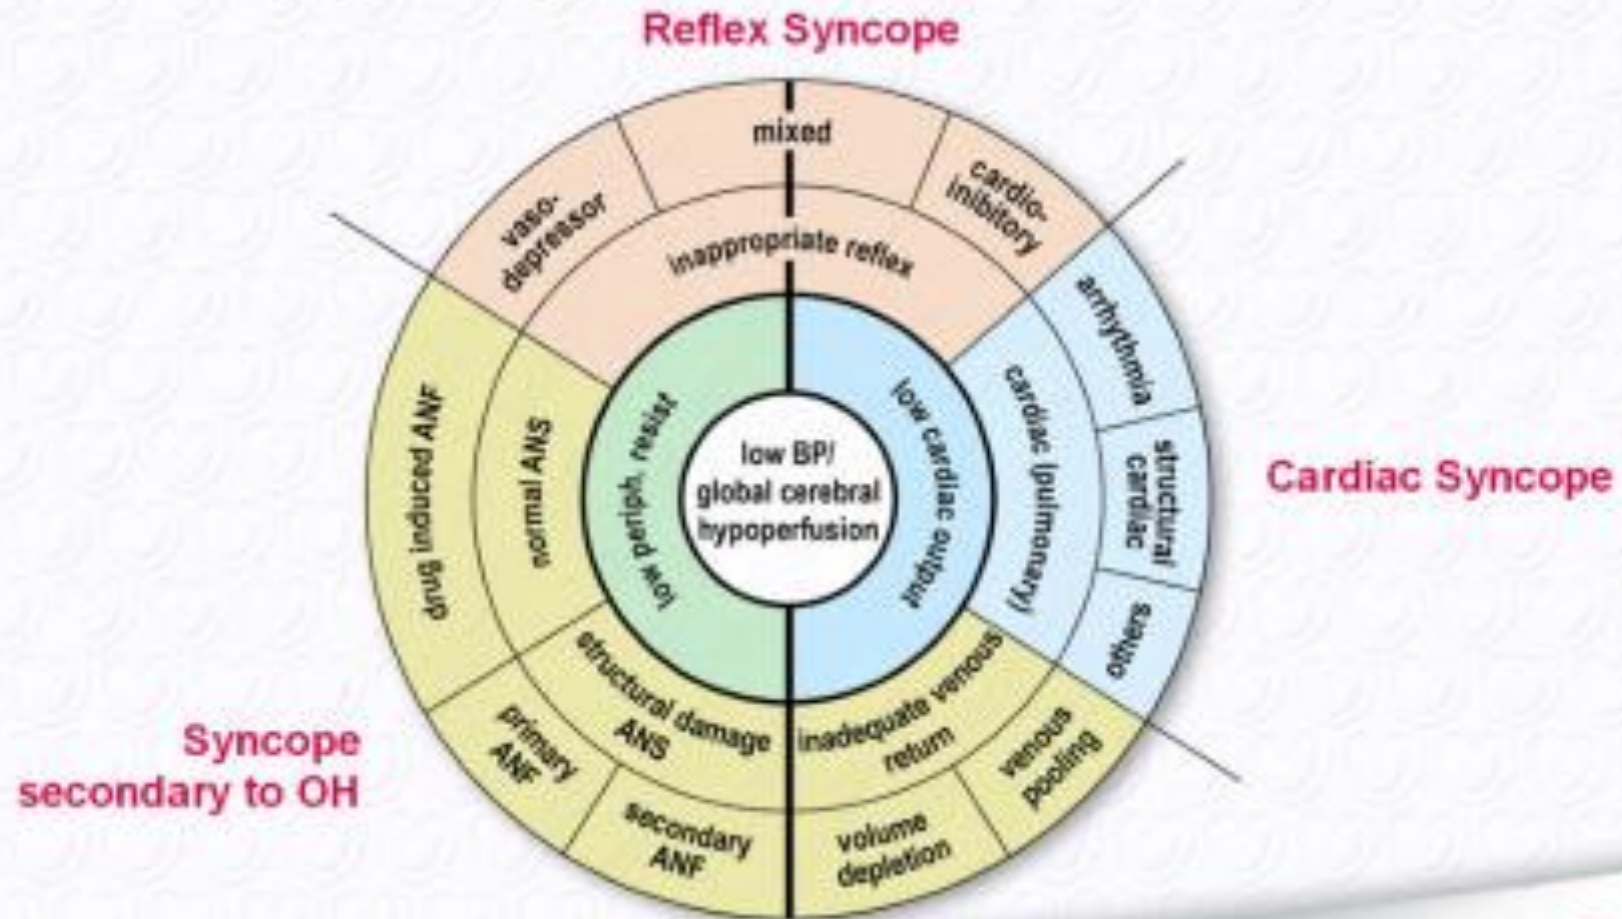 Reflex Syncope
mixed
vaso-
depressor
cardio-
inibitory
inappropriate reflex
arrhythmia
structural
cardiac
others
cardiac (pulmonary)
low cardiac output
low periph. resist
low BP/
global cerebral
hypoperfusion
normal ANS
drug induced ANF
Cardiac Syncope
structural damage
ANS
inadequate venous
return
primary
ANF
secondary
ANF
volume
depletion
venous
pooling
Syncope
secondary to OH